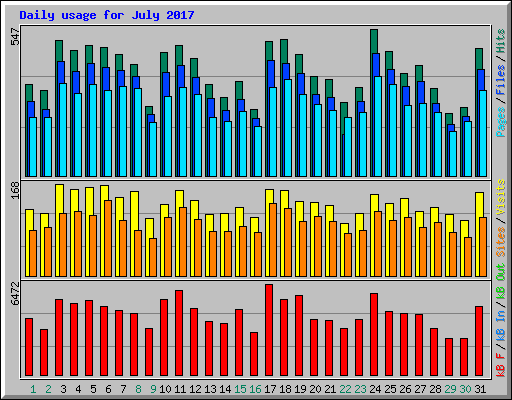 Daily usage for July 2017
547
Pages / Files / Hits
168
Sites / Visits
6472
kB F / kB In / kB Out
1 2 3 4 5 6 7 8 9 10 11 12 13 14 15 16 17 18 19 20 21 22 23 24 25 26 27 28 29 30 31